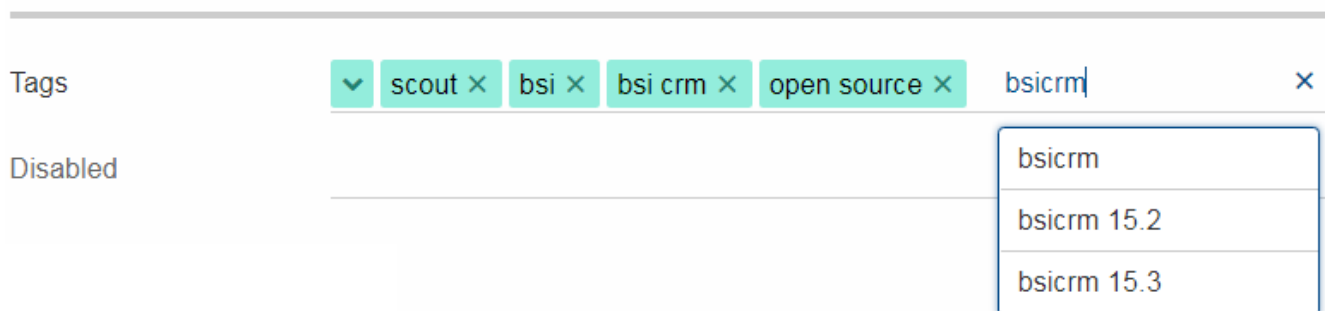 Tags scout bsi bsi crm open source bsicrm
Disabled
bsicrm
bsicrm 15.2
bsicrm 15.3